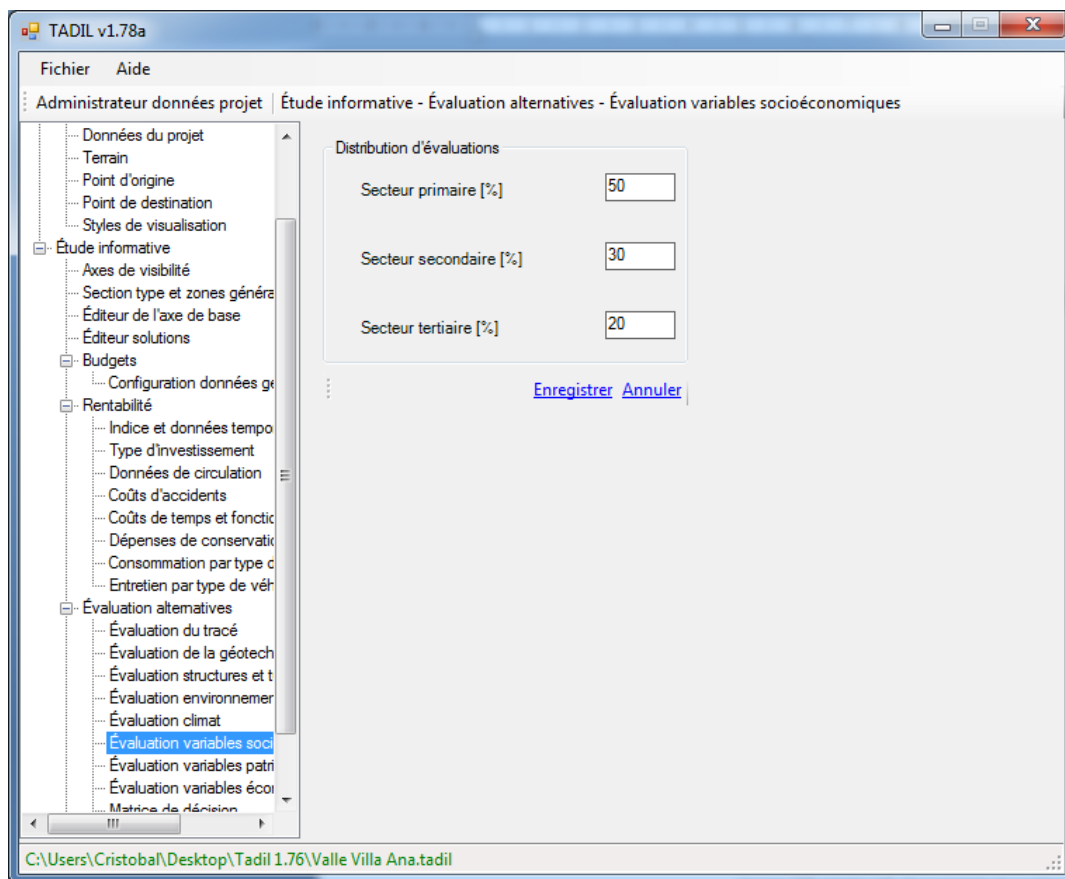 TADIL v1.78a
Fichier Aide
Administrateur données projet Étude informative - Évaluation alternatives - Évaluation variables socioéconomiques
Données du projet
Terrain
Point d'origine
Point de destination
Styles de visualisation
Étude informative
Axes de visibilité
Section type et zones généra
Éditeur de l'axe de base
Éditeur solutions
Budgets
Configuration données ge
Rentabilité
Indice et données tempo
Type d'investissement
Données de circulation
Coûts d'accidents
Coûts de temps et fonctio
Dépenses de conservatio
Consommation par type d
Entretien par type de véh
Évaluation alternatives
Évaluation du tracé
Évaluation de la géotech
Évaluation structures et t
Évaluation environnemer
Évaluation climat
Évaluation variables soci
Évaluation variables patri
Évaluation variables écor
Matrice de décision
Distribution d'évaluations
Secteur primaire [%] 50
Secteur secondaire [%] 30
Secteur tertiaire [%] 20
Enregistrer Annuler
C:\Users\Cristobal\Desktop\Tadil 1.76\Valle Villa Ana.tadil